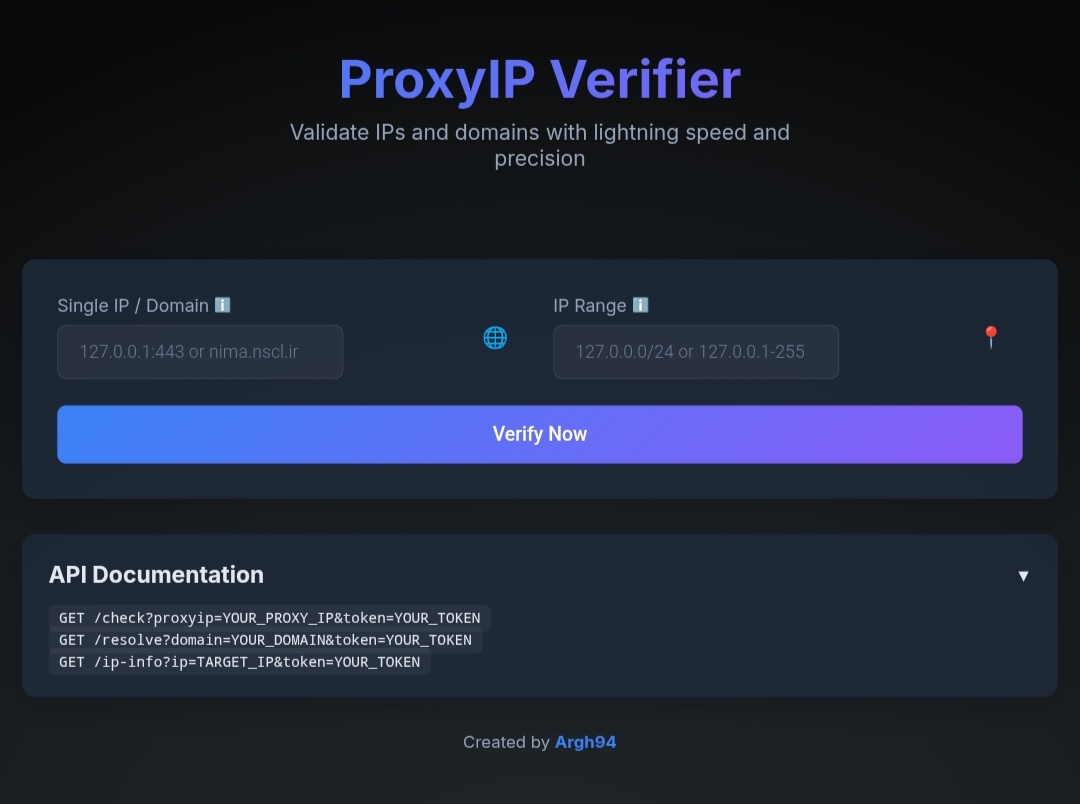 ProxyIP Verifier
Validate IPs and domains with lightning speed and
precision
Single IP / Domain ℹ️
127.0.0.1:443 or nima.nscl.ir
IP Range ℹ️
127.0.0.0/24 or 127.0.0.1-255
Verify Now
API Documentation ▼
GET /check?proxyip=YOUR_PROXY_IP&token=YOUR_TOKEN
GET /resolve?domain=YOUR_DOMAIN&token=YOUR_TOKEN
GET /ip-info?ip=TARGET_IP&token=YOUR_TOKEN
Created by Argh94